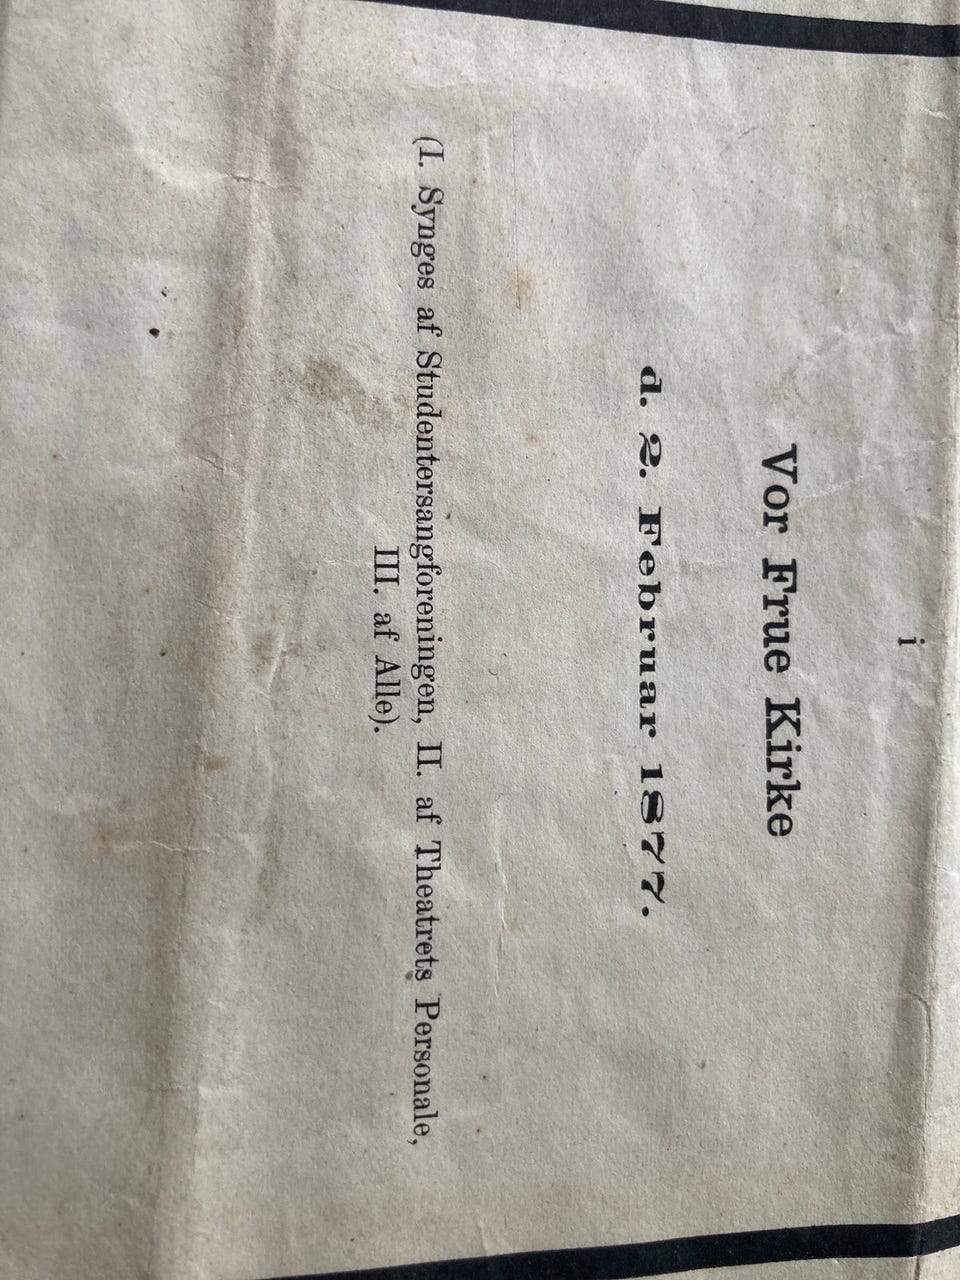 i
Vor Frue Kirke
d. 2. Februar 1877.
(I. Synges af Studentersangforeningen, II. af Theatrets Personale,
III. af Alle).